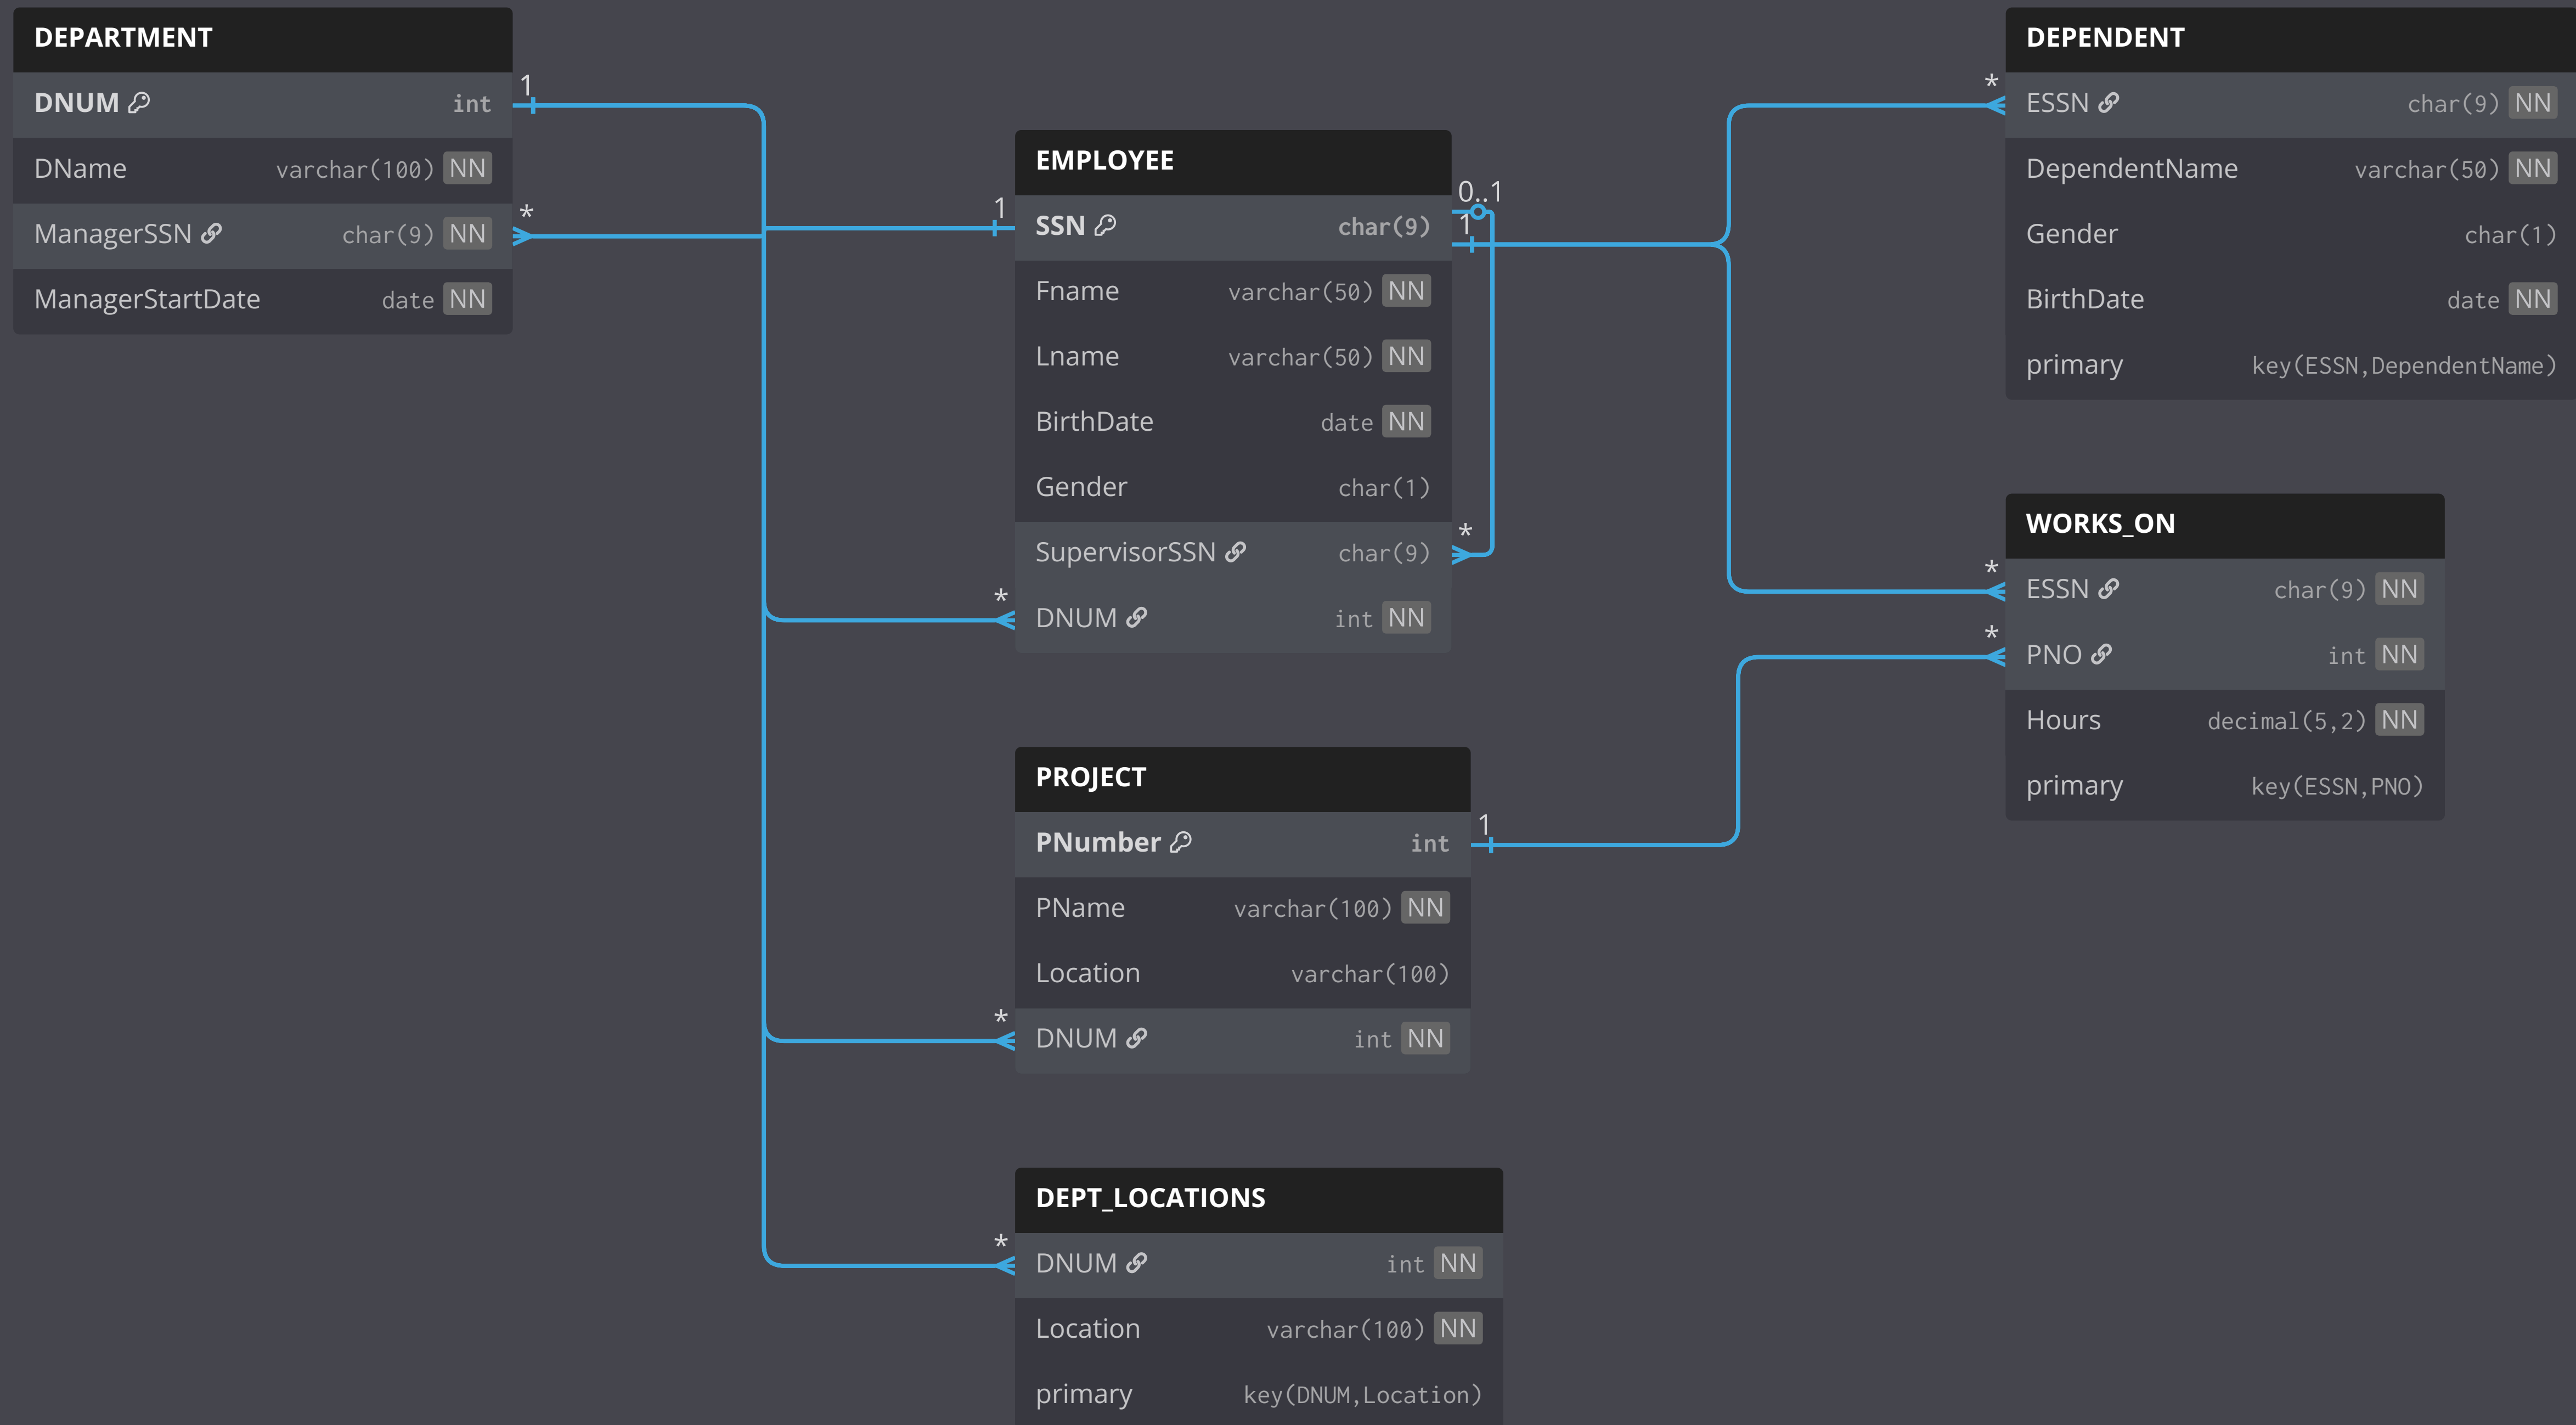 DEPARTMENT
DNUM int
DName varchar(100) NN
ManagerSSN char(9) NN
ManagerStartDate date NN
1
*
EMPLOYEE
SSN char(9)
Fname varchar(50) NN
Lname varchar(50) NN
BirthDate date NN
Gender char(1)
SupervisorSSN char(9)
DNUM int NN
1
0..1
1
*
*
PROJECT
PNumber int
PName varchar(100) NN
Location varchar(100)
DNUM int NN
1
*
DEPT_LOCATIONS
DNUM int NN
Location varchar(100) NN
primary key(DNUM,Location)
*
DEPENDENT
ESSN char(9) NN
DependentName varchar(50) NN
Gender char(1)
BirthDate date NN
primary key(ESSN,DependentName)
*
WORKS_ON
ESSN char(9) NN
PNO int NN
Hours decimal(5,2) NN
primary key(ESSN,PNO)
*
*